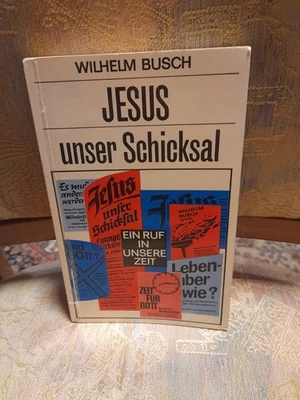 WILHELM BUSCH
JESUS
unser Schicksal
Jesus
unser
Schicksal
WILHELM
BUSCH
EIN RUF
IN
UNSERE
ZEIT
Leben-
aber
wie?
ZEIT
FÜR
GOTT